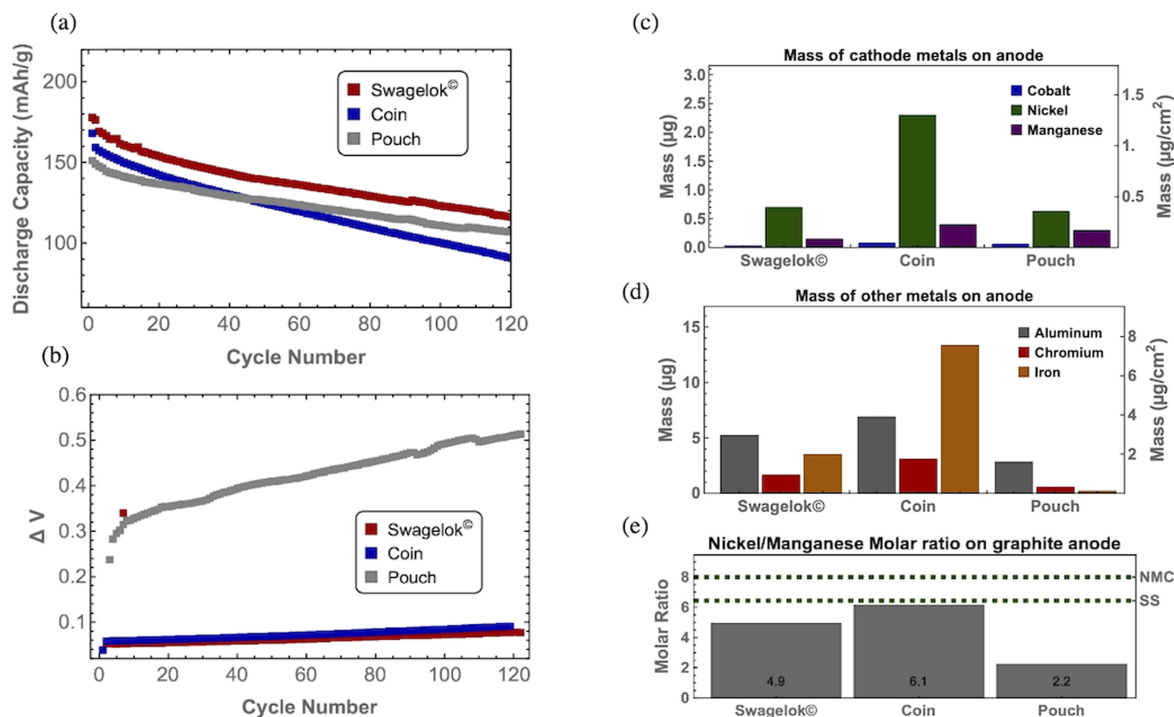 (a)
Discharge Capacity (mAh/g)
200
150
100
Swagelok©
Coin
Pouch
0 20 40 60 80 100 120
Cycle Number
(b)
Δ V
0.6
0.5
0.4
0.3
0.2
0.1
Swagelok©
Coin
Pouch
0 20 40 60 80 100 120
Cycle Number
(c)
Mass of cathode metals on anode
Mass (μg)
3.0
2.5
2.0
1.5
1.0
0.5
0.0
Cobalt
Nickel
Manganese
1.5
1.
0.5
Mass (μg/cm²)
Swagelok© Coin Pouch
(d)
Mass of other metals on anode
Mass (μg)
15
10
5
0
Aluminum
Chromium
Iron
8
6
4
2
Mass (μg/cm²)
Swagelok© Coin Pouch
(e)
Nickel/Manganese Molar ratio on graphite anode
Molar Ratio
8
6
4
2
0
NMC
SS
4.9 6.1 2.2
Swagelok© Coin Pouch